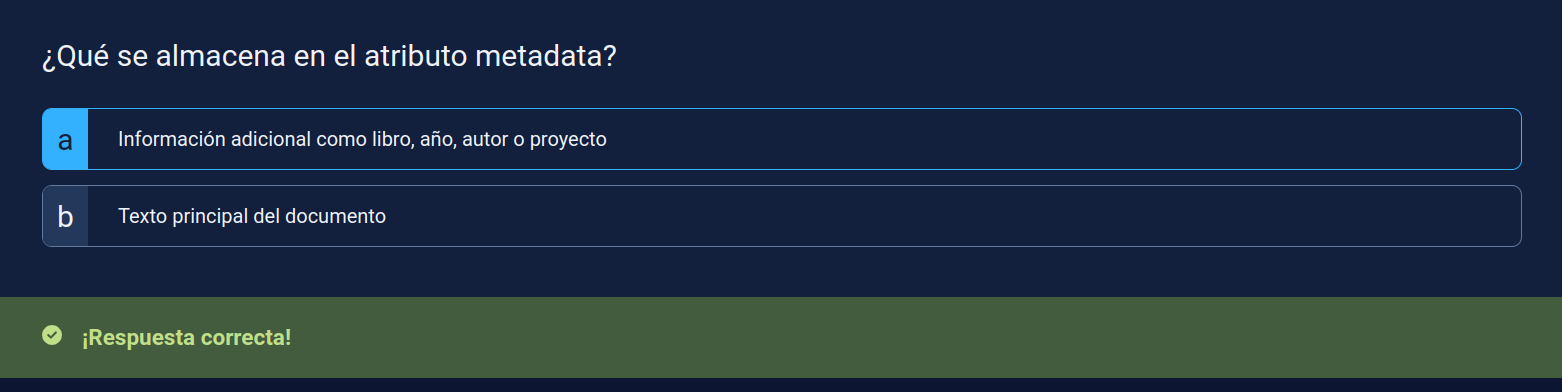 ¿Qué se almacena en el atributo metadata?
a
Información adicional como libro, año, autor o proyecto
b
Texto principal del documento
¡Respuesta correcta!